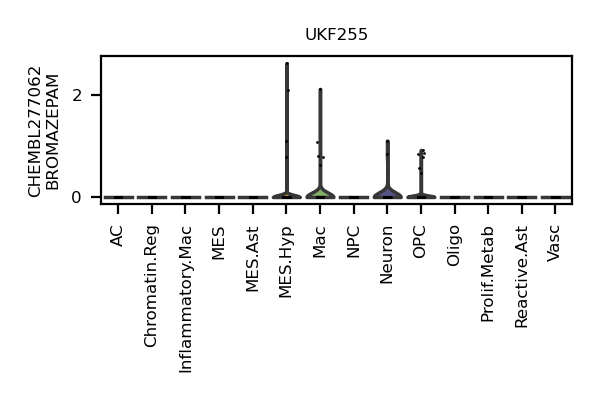 UKF255
CHEMBL277062
BROMAZEPAM
2
0
AC
Chromatin.Reg
Inflammatory.Mac
MES
MES.Ast
MES.Hyp
Mac
NPC
Neuron
OPC
Oligo
Prolif.Metab
Reactive.Ast
Vasc